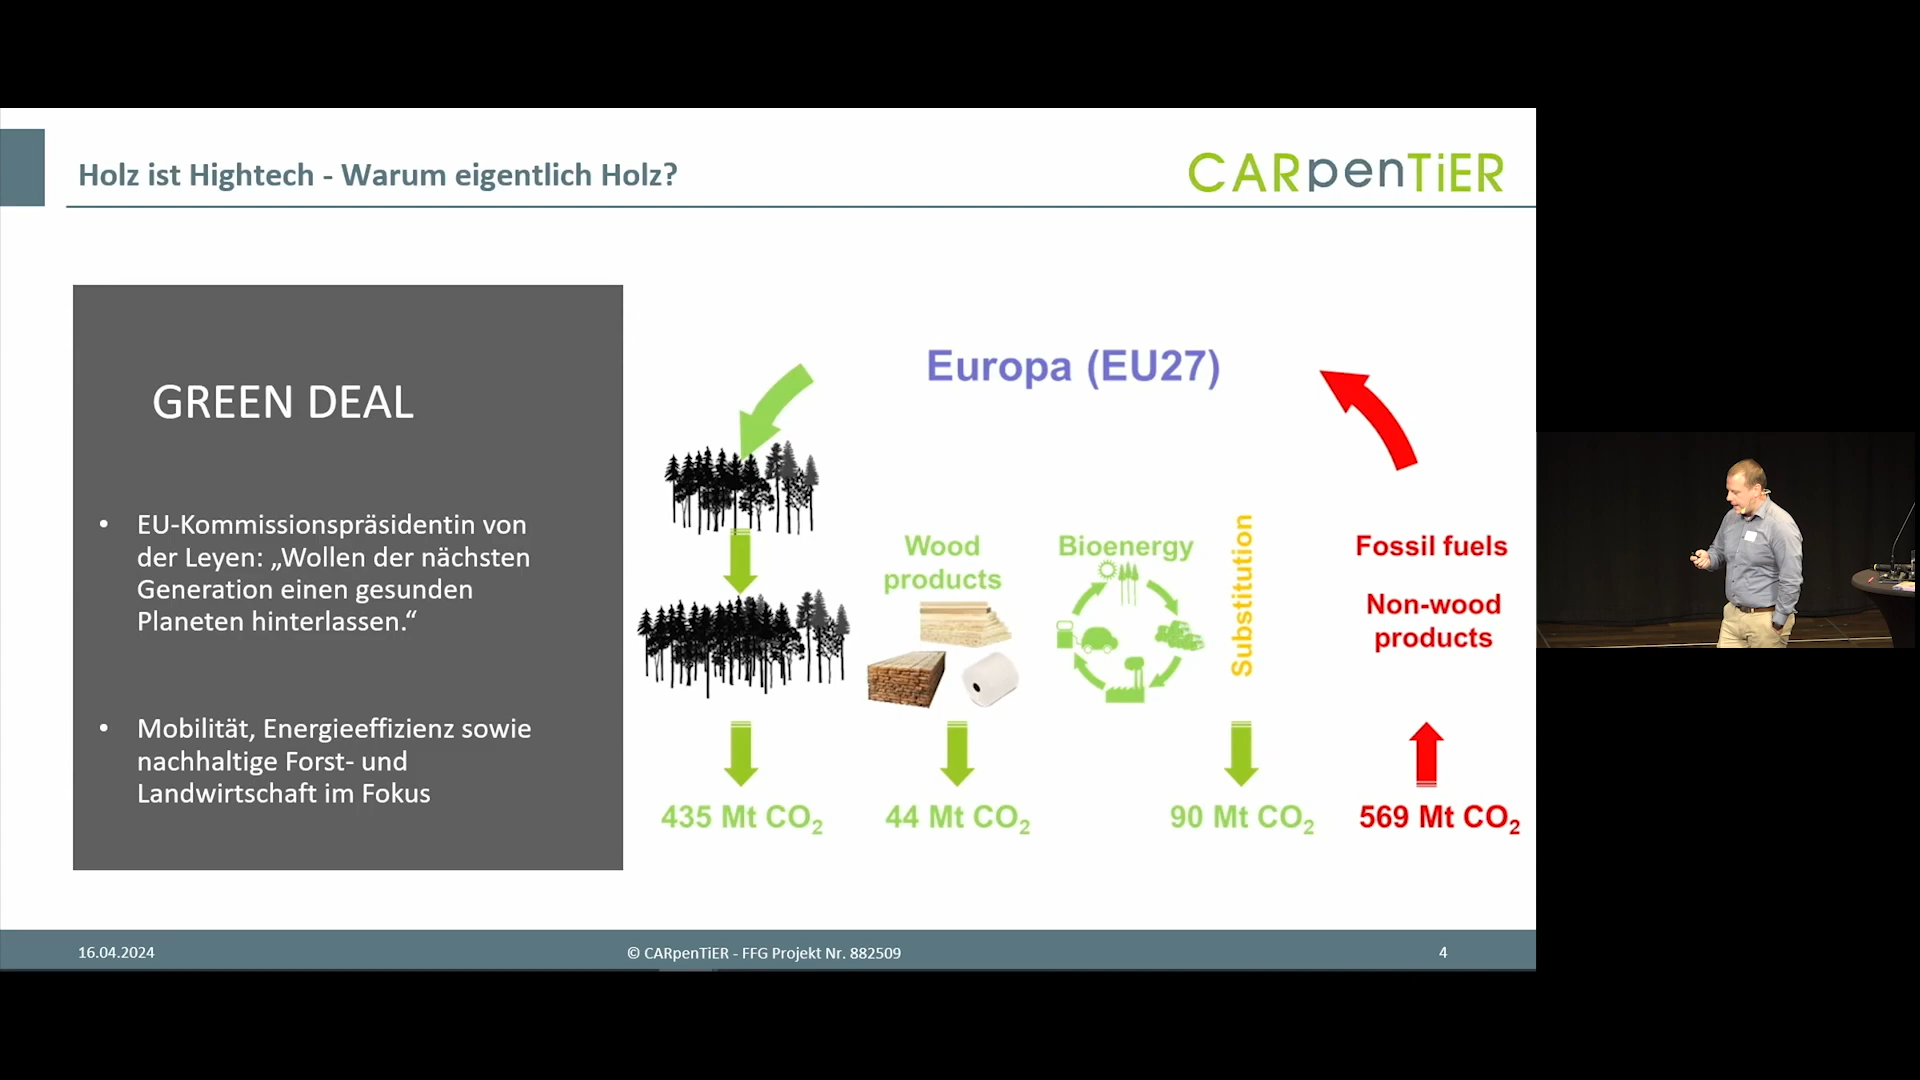 Holz ist Hightech - Warum eigentlich Holz?
CARpenTiER
GREEN DEAL
• EU-Kommissionspräsidentin von
der Leyen: „Wollen der nächsten
Generation einen gesunden
Planeten hinterlassen.“
• Mobilität, Energieeffizienz sowie
nachhaltige Forst- und
Landwirtschaft im Fokus
Europa (EU27)
Wood
products
Bioenergy
Substitution
Fossil fuels
Non-wood
products
435 Mt CO₂
44 Mt CO₂
90 Mt CO₂
569 Mt CO₂
16.04.2024
© CARpenTiER - FFG Projekt Nr. 882509
4